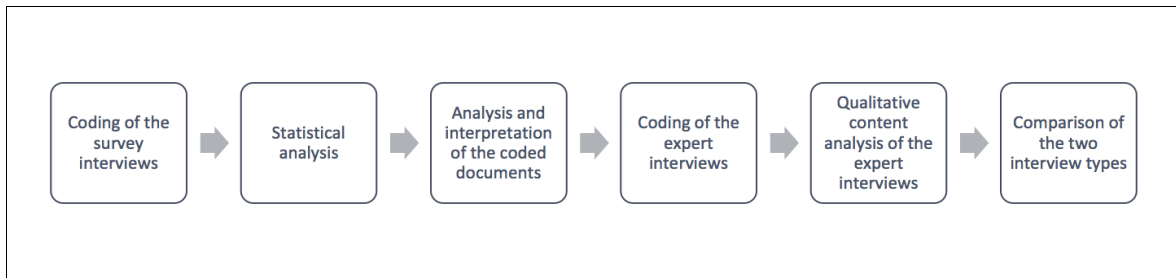 Coding of the
survey
interviews
Statistical
analysis
Analysis and
interpretation
of the coded
documents
Coding of the
expert
interviews
Qualitative
content
analysis of the
expert
interviews
Comparison of
the two
interview types